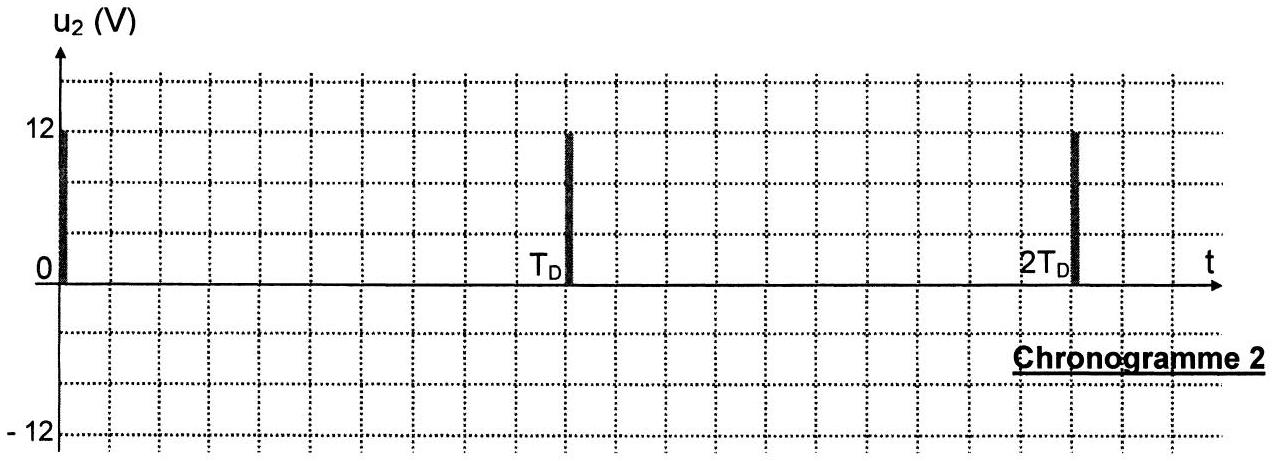 u₂ (V)
12
0
T_D
2T_D
t
Chronogramme 2
- 12